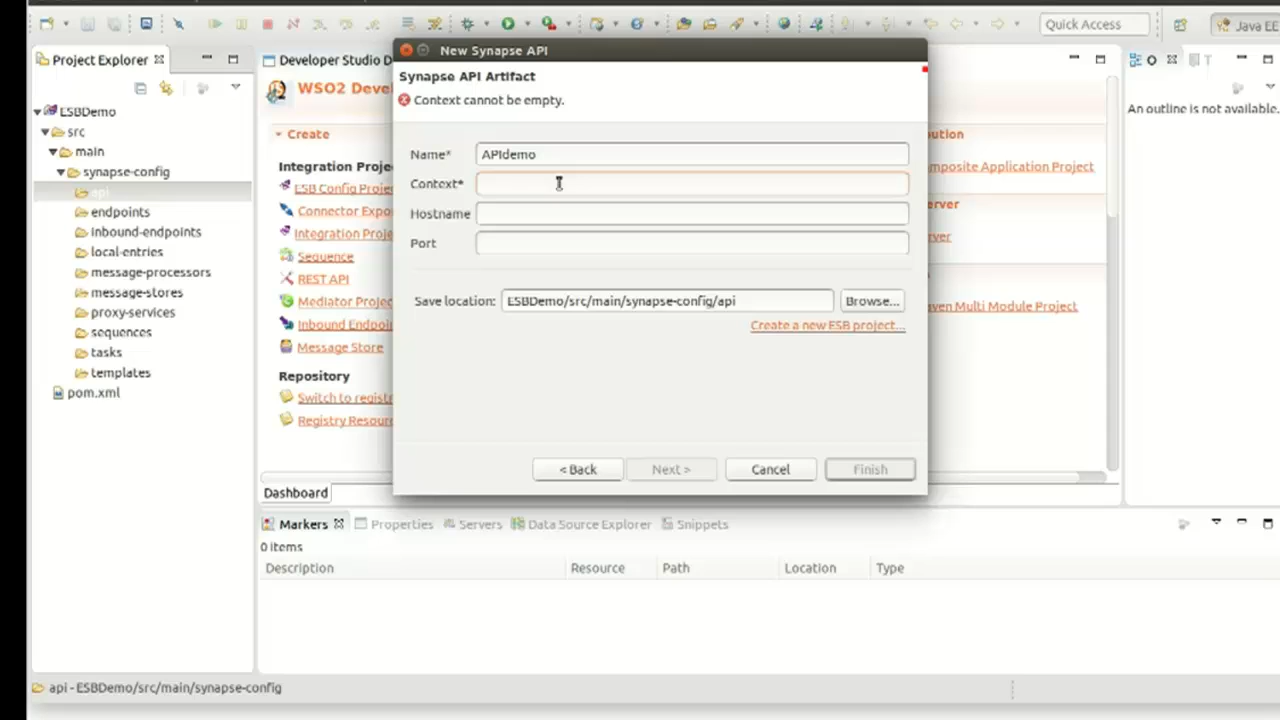 Quick Access
Java EE
Project Explorer
ESBDemo
src
main
synapse-config
api
endpoints
inbound-endpoints
local-entries
message-processors
message-stores
proxy-services
sequences
tasks
templates
pom.xml
Developer Studio D
WSO2 Deve
Create
Integration Proje
ESB Config Projec
Connector Expo
Integration Proje
Sequence
REST API
Mediator Projec
Inbound Endpoin
Message Store
Repository
Switch to registr
Registry Resour
New Synapse API
Synapse API Artifact
Context cannot be empty.
Name* APIdemo
Context*
Hostname
Port
Save location: ESBDemo/src/main/synapse-config/api Browse...
Create a new ESB project...
< Back Next > Cancel Finish
ution
mposite Application Project
erver
rver
ven Multi Module Project
An outline is not available.
Dashboard
Markers Properties Servers Data Source Explorer Snippets
0 items
Description Resource Path Location Type
api - ESBDemo/src/main/synapse-config